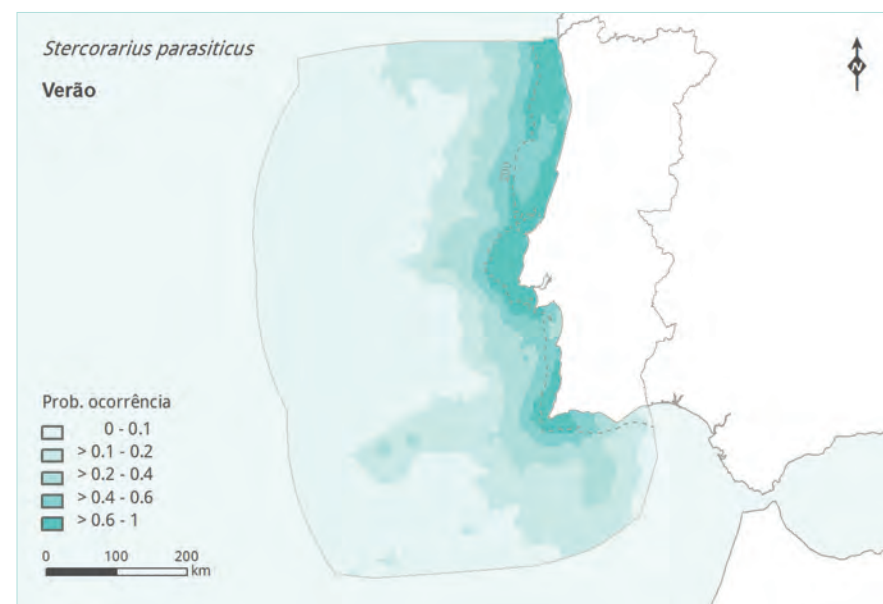 Stercorarius parasiticus
Verão
N
Prob. ocorrência
0 - 0.1
> 0.1 - 0.2
> 0.2 - 0.4
> 0.4 - 0.6
> 0.6 - 1
0 100 200
km